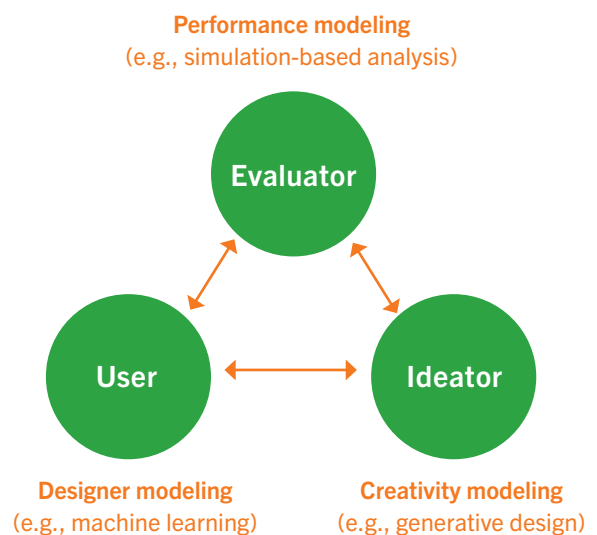 Performance modeling
(e.g., simulation-based analysis)
Evaluator
User
Ideator
Designer modeling
(e.g., machine learning)
Creativity modeling
(e.g., generative design)